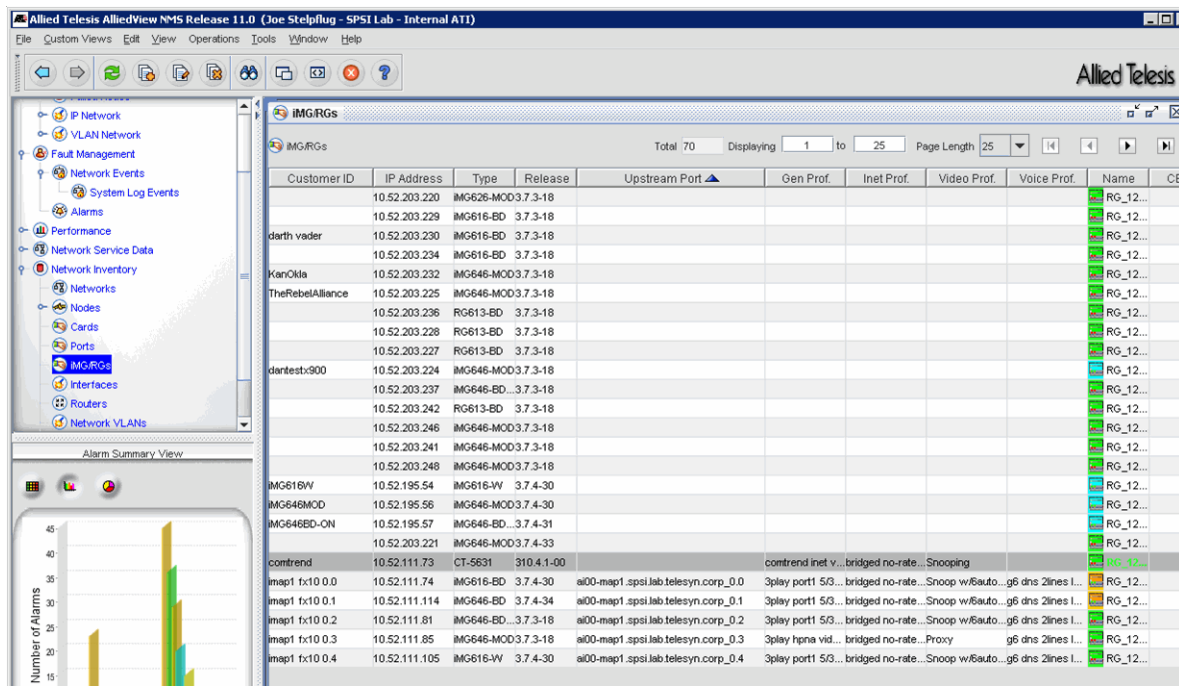 Allied Telesis AlliedView NMS Release 11.0 (Joe Stelpflug - SPSI Lab - Internal ATI)
File Custom Views Edit View Operations Tools Window Help
Allied Telesis
IP Network
VLAN Network
Fault Management
Network Events
System Log Events
Alarms
Performance
Network Service Data
Network Inventory
Networks
Nodes
Cards
Ports
iMG/RGs
Interfaces
Routers
Network VLANs
Alarm Summary View
Number of Alarms
45
40
35
30
25
20
15
iMG/RGs
iMG/RGs Total 70 Displaying 1 to 25 Page Length 25
Customer ID IP Address Type Release Upstream Port Gen Prof. Inet Prof. Video Prof. Voice Prof. Name CE
10.52.203.220 iMG626-MOD 3.7.3-18 RG_12...
10.52.203.229 iMG616-BD 3.7.3-18 RG_12...
darth vader 10.52.203.230 iMG616-BD 3.7.3-18 RG_12...
10.52.203.234 iMG616-BD 3.7.3-18 RG_12...
KanOkla 10.52.203.232 iMG646-MOD 3.7.3-18 RG_12...
TheRebelAlliance 10.52.203.225 iMG646-MOD 3.7.3-18 RG_12...
10.52.203.236 RG613-BD 3.7.3-18 RG_12...
10.52.203.228 RG613-BD 3.7.3-18 RG_12...
10.52.203.227 RG613-BD 3.7.3-18 RG_12...
dantestx900 10.52.203.224 iMG646-MOD 3.7.3-18 RG_12...
10.52.203.237 iMG646-BD... 3.7.3-18 RG_12...
10.52.203.242 RG613-BD 3.7.3-18 RG_12...
10.52.203.246 iMG646-MOD 3.7.3-18 RG_12...
10.52.203.241 iMG646-MOD 3.7.3-18 RG_12...
10.52.203.248 iMG646-MOD 3.7.3-18 RG_12...
iMG616W 10.52.195.54 iMG616-W 3.7.4-30 RG_12...
iMG646MOD 10.52.195.56 iMG646-MOD 3.7.4-30 RG_12...
iMG646BD-ON 10.52.195.57 iMG646-BD... 3.7.4-31 RG_12...
10.52.203.221 iMG646-MOD 3.7.4-33 RG_12...
comtrend 10.52.111.73 CT-5631 310.4.1-00 comtrend inet v... bridged no-rate... Snooping RG_12...
imap1 fx10 0.0 10.52.111.74 iMG616-BD 3.7.4-30 ai00-map1.spsi.lab.telesyn.corp_0.0 3play port1 5/3... bridged no-rate... Snoop w/6auto... g6 dns 2lines l... RG_12...
imap1 fx10 0.1 10.52.111.114 iMG646-BD 3.7.4-34 ai00-map1.spsi.lab.telesyn.corp_0.1 3play port1 5/3... bridged no-rate... Snoop w/6auto... g6 dns 2lines l... RG_12...
imap1 fx10 0.2 10.52.111.81 iMG646-BD... 3.7.3-18 ai00-map1.spsi.lab.telesyn.corp_0.2 3play port1 5/3... bridged no-rate... Snoop w/6auto... g6 dns 2lines l... RG_12...
imap1 fx10 0.3 10.52.111.85 iMG646-MOD 3.7.3-18 ai00-map1.spsi.lab.telesyn.corp_0.3 3play hpna vid... bridged no-rate... Proxy g6 dns 2lines l... RG_12...
imap1 fx10 0.4 10.52.111.105 iMG616-W 3.7.4-30 ai00-map1.spsi.lab.telesyn.corp_0.4 3play port1 5/3... bridged no-rate... Snoop w/6auto... g6 dns 2lines l... RG_12...